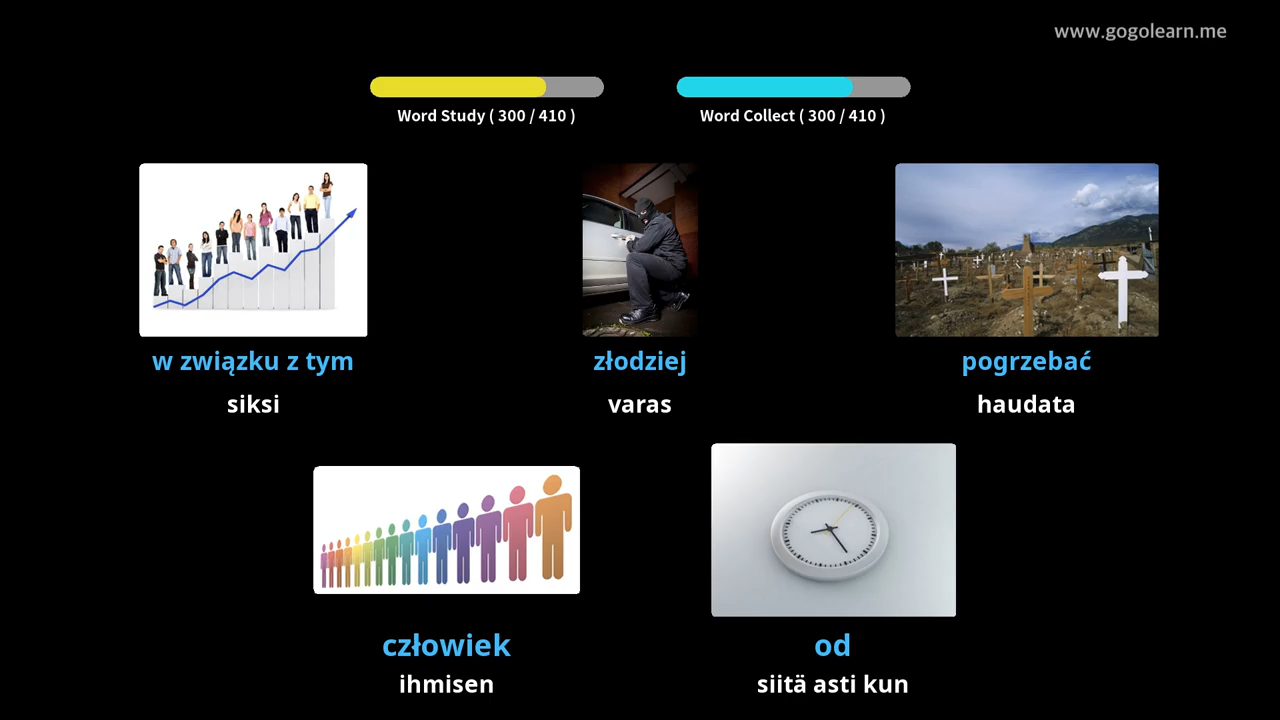 www.gogolearn.me
Word Study ( 300 / 410 )
Word Collect ( 300 / 410 )
w związku z tym
siksi
złodziej
varas
pogrzebać
haudata
człowiek
ihmisen
od
siitä asti kun